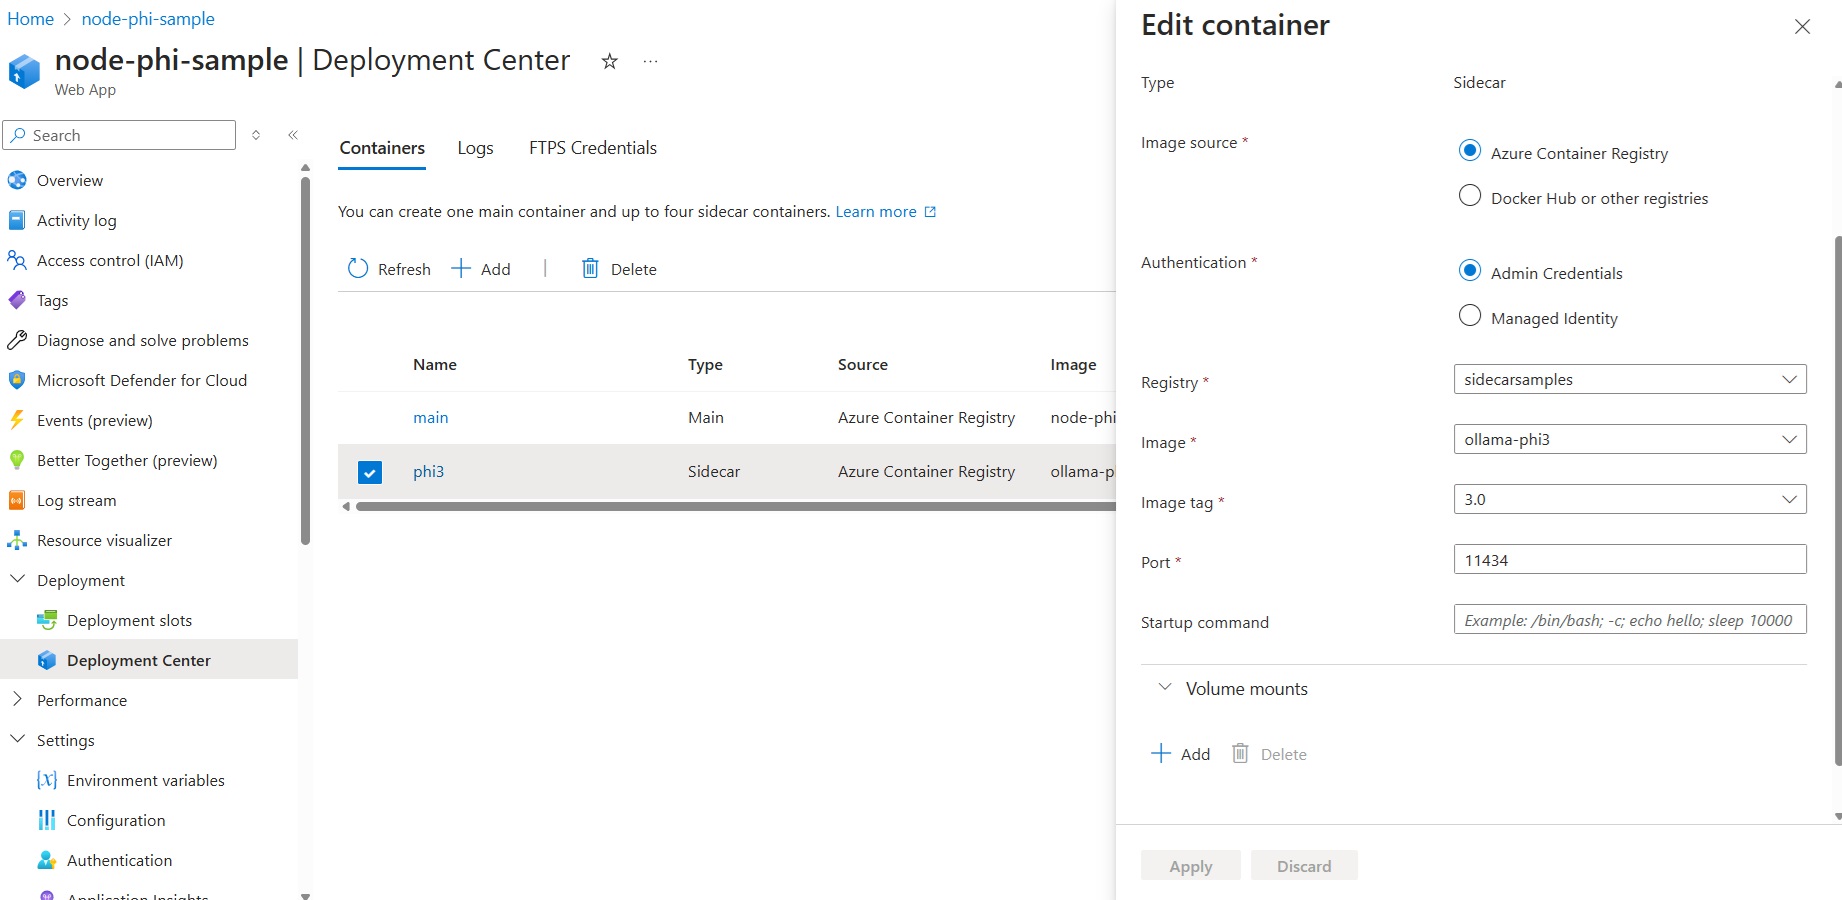 Home > node-phi-sample
node-phi-sample | Deployment Center
Web App
Search
Overview
Activity log
Access control (IAM)
Tags
Diagnose and solve problems
Microsoft Defender for Cloud
Events (preview)
Better Together (preview)
Log stream
Resource visualizer
Deployment
Deployment slots
Deployment Center
Performance
Settings
Environment variables
Configuration
Authentication
Application Insights
Containers Logs FTPS Credentials
You can create one main container and up to four sidecar containers. Learn more
Refresh Add | Delete
Name Type Source Image
main Main Azure Container Registry node-phi
phi3 Sidecar Azure Container Registry ollama-p
Edit container
Type Sidecar
Image source * Azure Container Registry
Docker Hub or other registries
Authentication * Admin Credentials
Managed Identity
Registry * sidecarsamples
Image * ollama-phi3
Image tag * 3.0
Port * 11434
Startup command Example: /bin/bash; -c; echo hello; sleep 10000
Volume mounts
Add Delete
Apply Discard